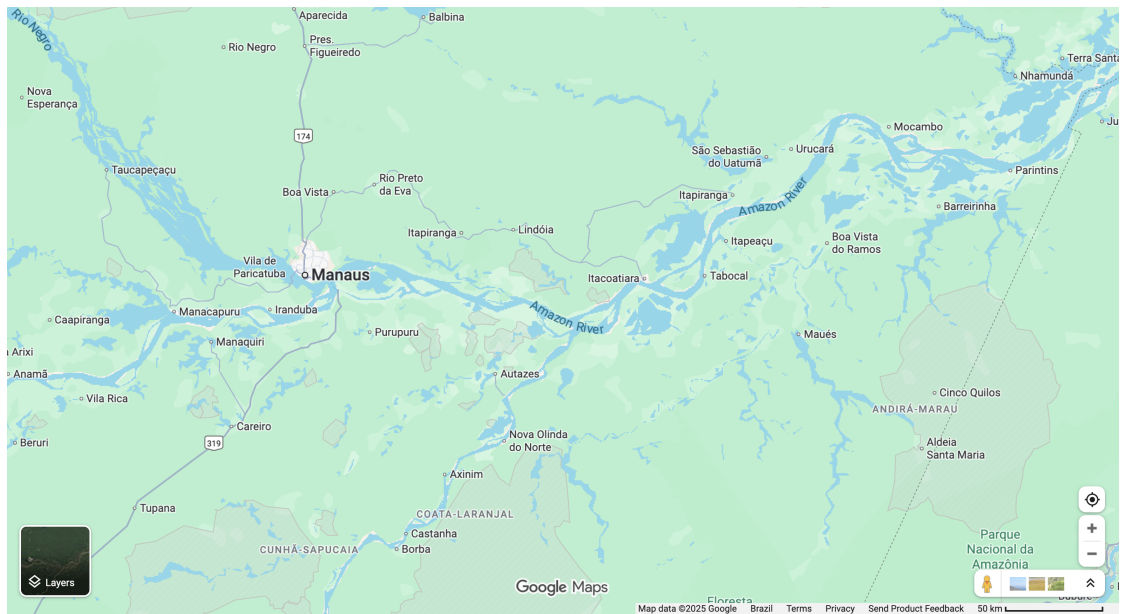 Rio Negro
Aparecida
Balbina
Rio Negro
Pres.
Figueiredo
Terra Santa
Nhamundá
Nova
Esperança
174
Mocambo
São Sebastião
do Uatumã
Urucará
Taucapeçaçu
Parintins
Boa Vista
Rio Preto
da Eva
Itapiranga
Amazon River
Barreirinha
Itapiranga
Lindóia
Itapeaçu
Boa Vista
do Ramos
Vila de
Paricatuba
Manaus
Itacoatiara
Tabocal
Caapiranga
Manacapuru
Iranduba
Amazon River
Purupuru
Maués
Manaquiri
Arixi
Anamã
Autazes
Vila Rica
Cinco Quilos
ANDIRÁ-MARAU
Careiro
319
Beruri
Nova Olinda
do Norte
Aldeia
Santa Maria
Axinim
Tupana
COATA-LARANJAL
Castanha
Borba
CUNHÃ-SAPUCAIA
Parque
Nacional da
Amazônia
Layers
Google Maps
Floresta
Map data ©2025 Google Brazil Terms Privacy Send Product Feedback 50 km